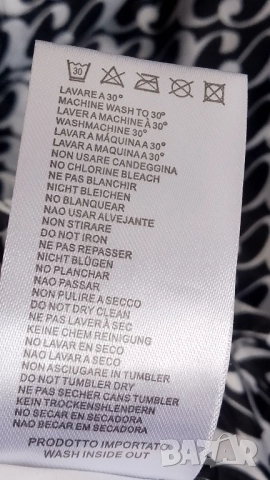 30
LAVARE A 30°
MACHINE WASH TO 30°
LAVER A MACHINE À 30°
WASHMACHINE 30°
LAVAR A MÁQUINA A 30°
LAVAR A MAQUINA A 30°
NON USARE CANDEGGINA
NO CHLORINE BLEACH
NE PAS BLANCHIR
NICHT BLEICHEN
NO BLANQUEAR
NAO USAR ALVEJANTE
NON STIRARE
DO NOT IRON
NE PAS REPASSER
NICHT BLÜGEN
NO PLANCHAR
NAO PASSAR
NON PULIRE A SECCO
DO NOT DRY CLEAN
NE PAS LAVER À SEC
KEINE CHEM REINIGUNG
NO LAVAR EN SECO
NAO LAVAR A SECO
NON ASCIUGARE IN TUMBLER
DO NOT TUMBLER DRY
NE PAS SECHER CANS TUMBLER
KEIN TROCKENSHLENDER
NO SECAR EN SECADORA
NAO BECAR EM SECADORA
PRODOTTO IMPORTATO
WASH INSIDE OUT
BAZAR